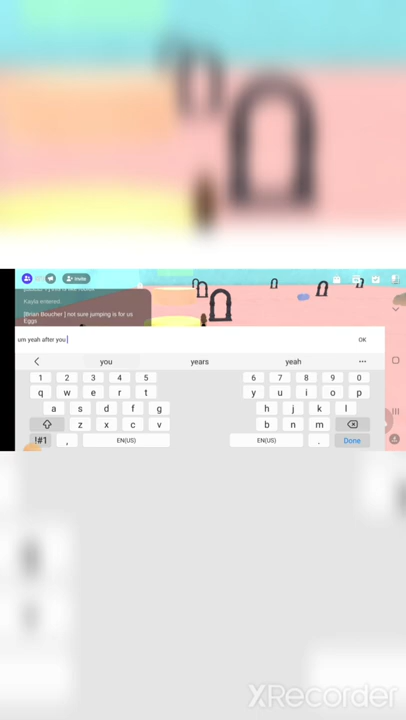 Invite
Kayla entered.
[Brian Boucher ] not sure jumping is for us
Eggs
um yeah after you
OK
you years yeah
1 2 3 4 5 6 7 8 9 0
q w e r t y u i o p
a s d f g h j k l
z x c v b n m
!#1 , EN(US) EN(US) . Done
XRecorder